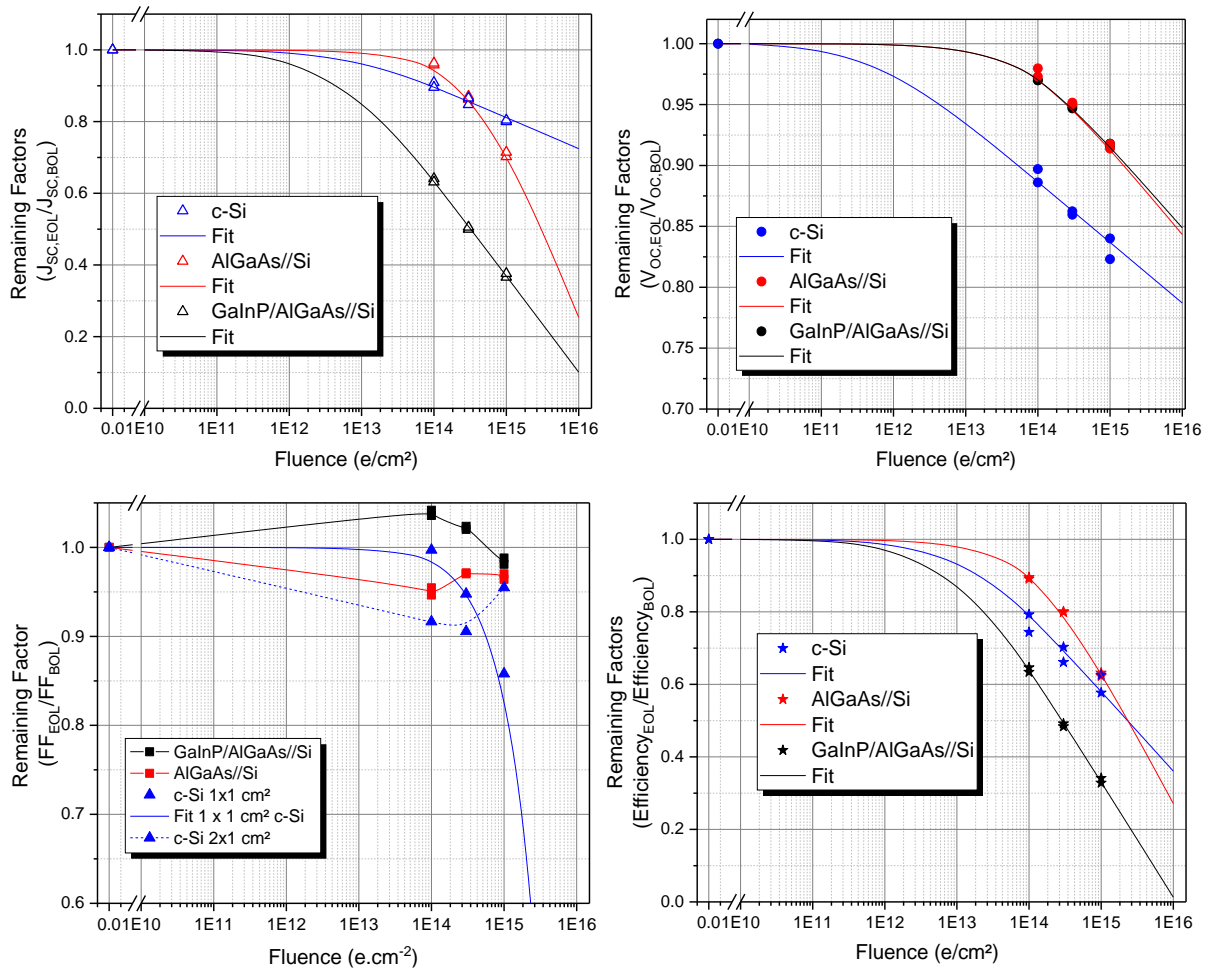 1.0
0.8
0.6
0.4
0.2
0.0
Remaining Factors
(J_SC,EOL/J_SC,BOL)
c-Si
Fit
AlGaAs//Si
Fit
GaInP/AlGaAs//Si
Fit
0.01E10 1E11 1E12 1E13 1E14 1E15 1E16
Fluence (e/cm²)
1.00
0.95
0.90
0.85
0.80
0.75
0.70
Remaining Factors
(V_OC,EOL/V_OC,BOL)
c-Si
Fit
AlGaAs//Si
Fit
GaInP/AlGaAs//Si
Fit
0.01E10 1E11 1E12 1E13 1E14 1E15 1E16
Fluence (e/cm²)
1.0
0.9
0.8
0.7
0.6
Remaining Factor
(FF_EOL/FF_BOL)
GaInP/AlGaAs//Si
AlGaAs//Si
c-Si 1x1 cm²
Fit 1 x 1 cm² c-Si
c-Si 2x1 cm²
0.01E10 1E11 1E12 1E13 1E14 1E15 1E16
Fluence (e.cm⁻²)
1.0
0.8
0.6
0.4
0.2
0.0
Remaining Factors
(Efficiency_EOL/Efficiency_BOL)
c-Si
Fit
AlGaAs//Si
Fit
GaInP/AlGaAs//Si
Fit
0.01E10 1E11 1E12 1E13 1E14 1E15 1E16
Fluence (e/cm²)